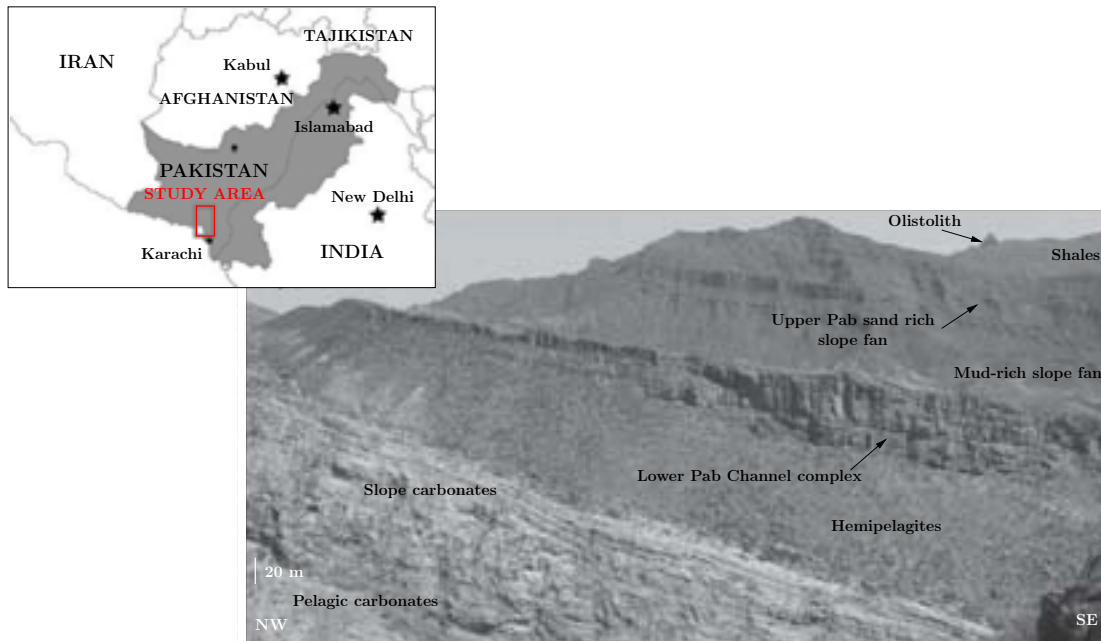 TAJIKISTAN
IRAN
Kabul
AFGHANISTAN
Islamabad
PAKISTAN
STUDY AREA
New Delhi
Karachi
INDIA
Olistolith
Shales
Upper Pab sand rich
slope fan
Mud-rich slope fan
Lower Pab Channel complex
Slope carbonates
Hemipelagites
20 m
Pelagic carbonates
NW
SE